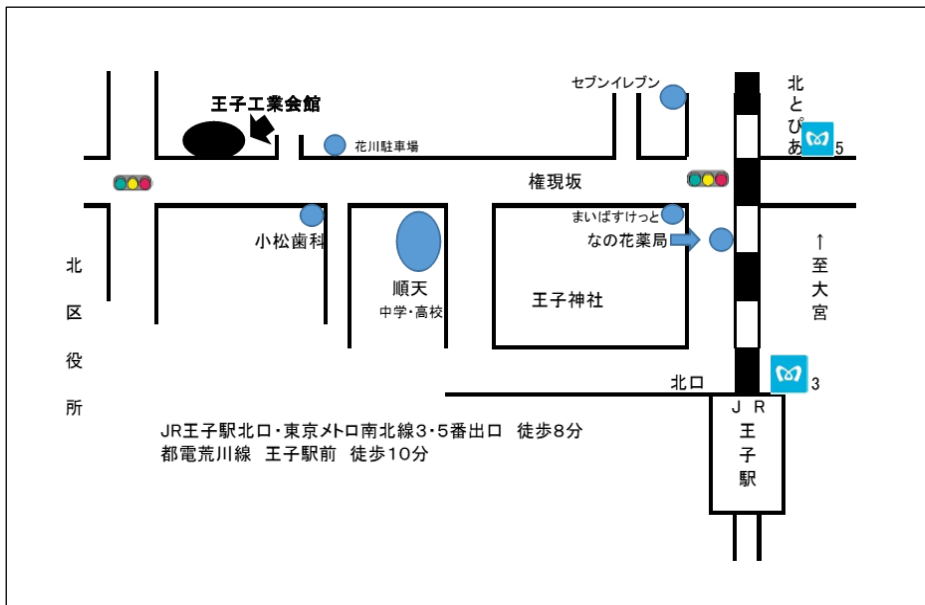 王子工業会館
セブンイレブン
北とぴあ
5
花川駐車場
権現坂
小松歯科
順天
中学・高校
まいばすけっと
なの花薬局
王子神社
↑至大宮
北区役所
北口
3
JR
王子駅
JR王子駅北口・東京メトロ南北線3・5番出口 徒歩8分
都電荒川線 王子駅前 徒歩10分